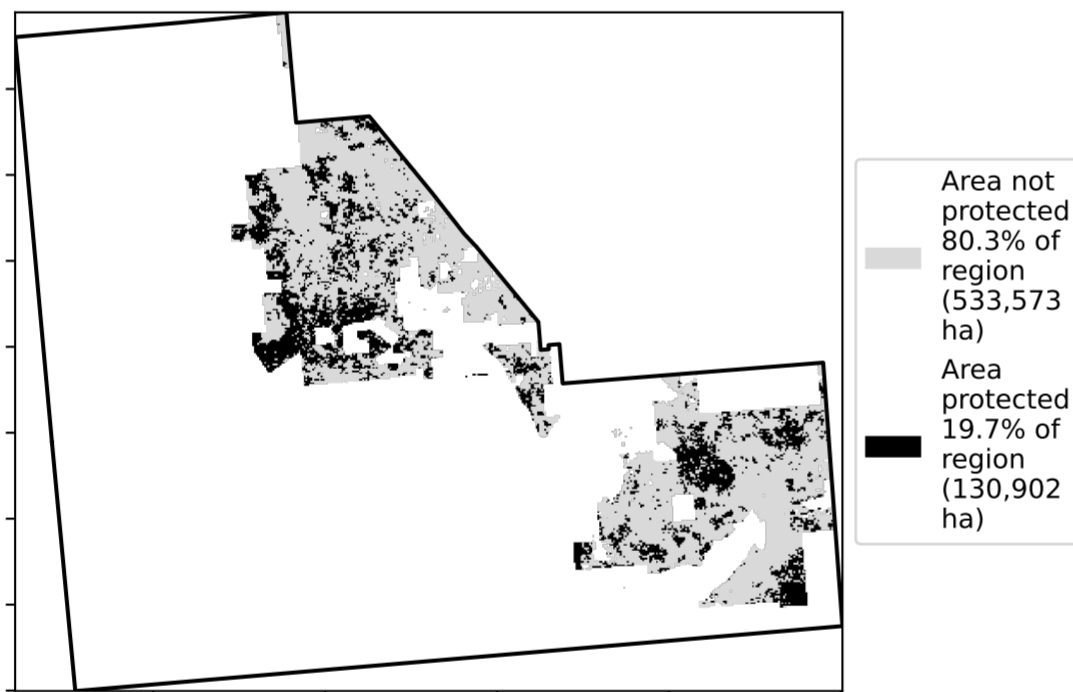 Area not
protected
80.3% of
region
(533,573
ha)
Area
protected
19.7% of
region
(130,902
ha)